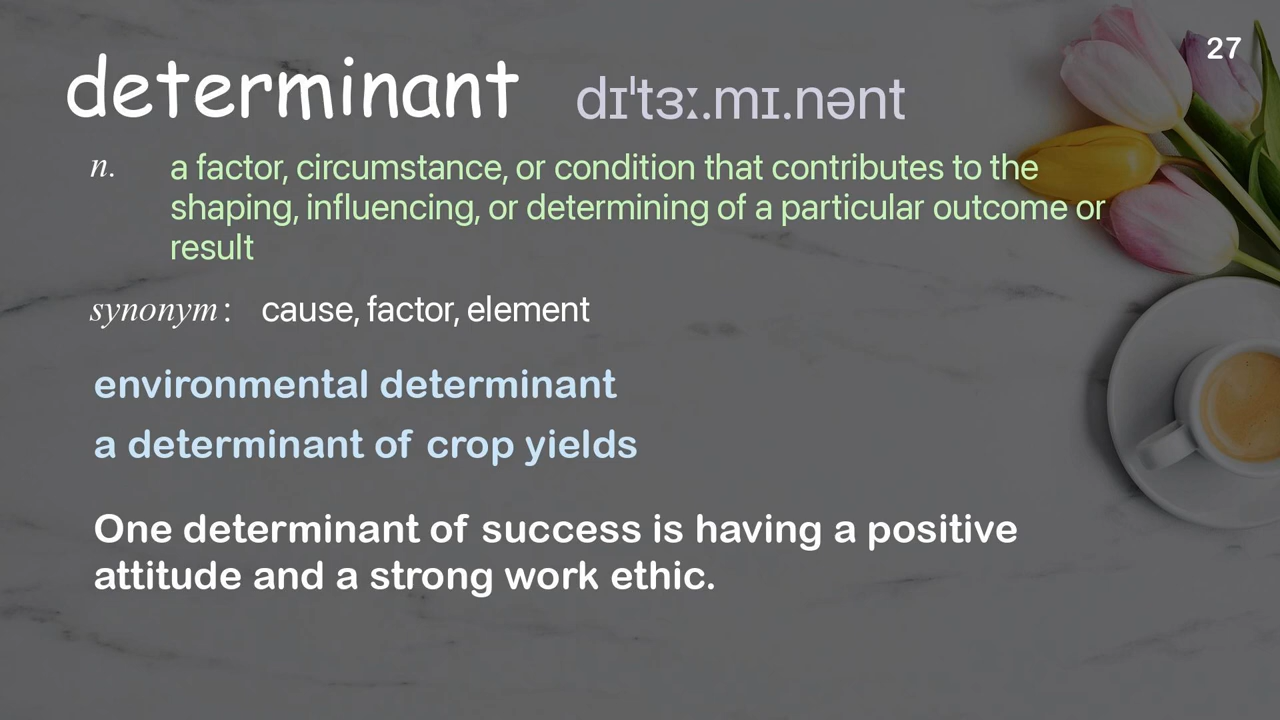 27
determinant dɪˈtɜː.mɪ.nənt
n. a factor, circumstance, or condition that contributes to the
shaping, influencing, or determining of a particular outcome or
result
synonym: cause, factor, element
environmental determinant
a determinant of crop yields
One determinant of success is having a positive
attitude and a strong work ethic.